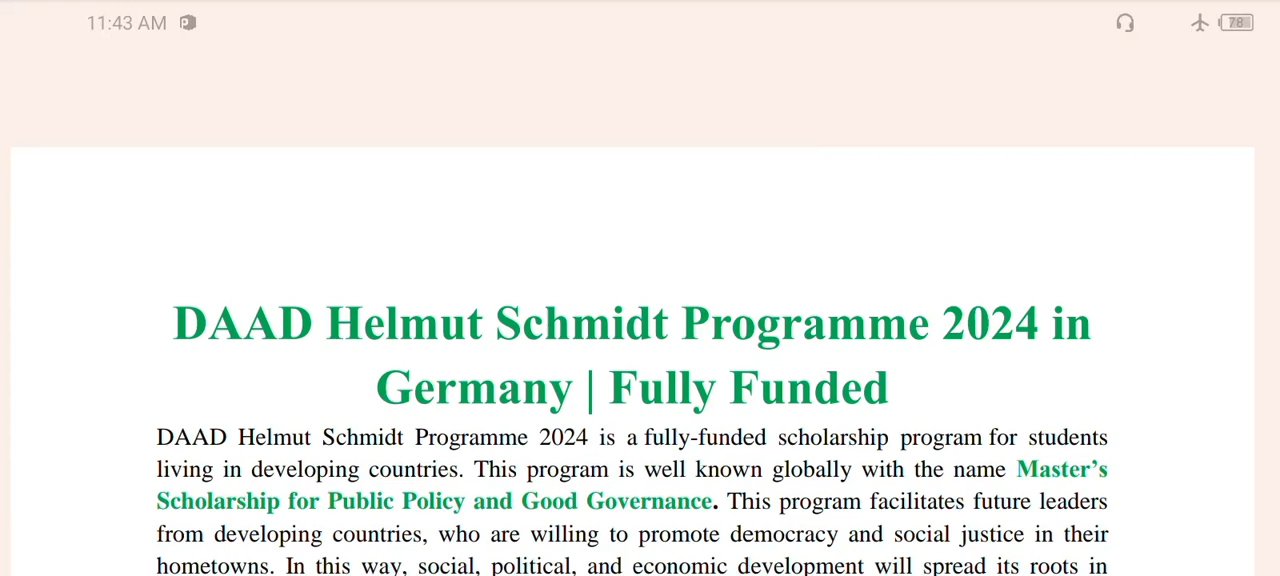 11:43 AM
78
DAAD Helmut Schmidt Programme 2024 in
Germany | Fully Funded
DAAD Helmut Schmidt Programme 2024 is a fully-funded scholarship program for students
living in developing countries. This program is well known globally with the name Master’s
Scholarship for Public Policy and Good Governance. This program facilitates future leaders
from developing countries, who are willing to promote democracy and social justice in their
hometowns. In this way, social, political, and economic development will spread its roots in